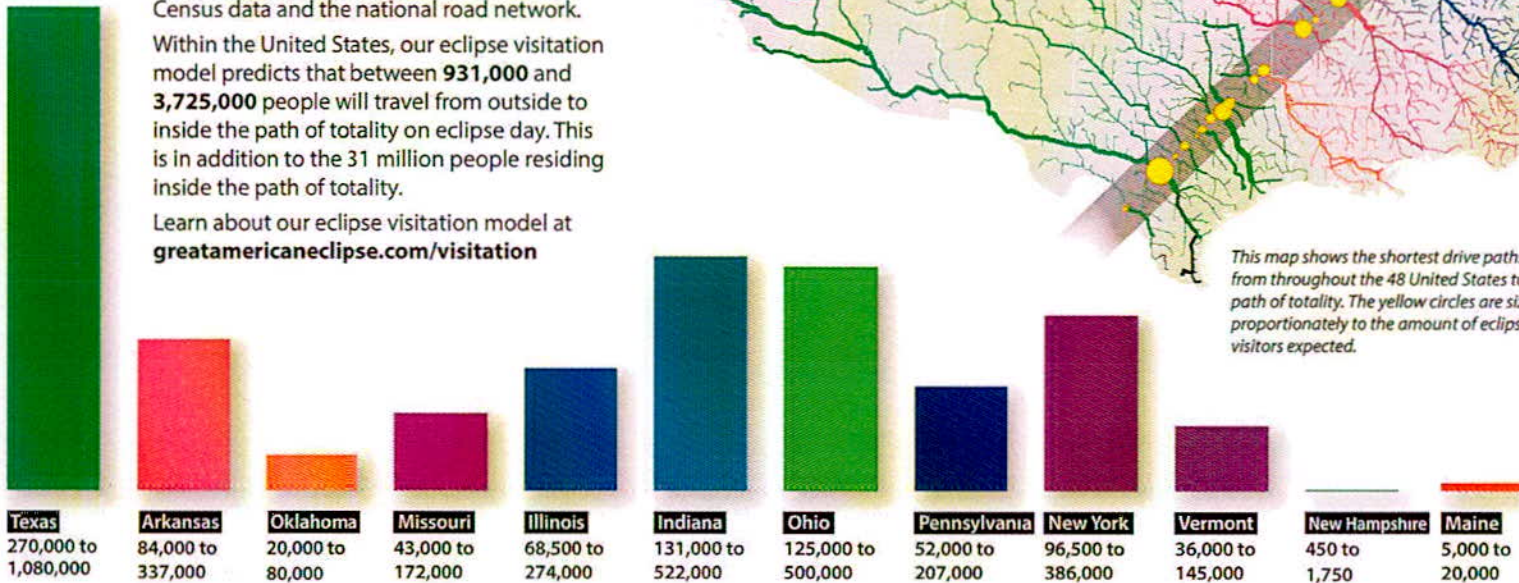 Census data and the national road network.
Within the United States, our eclipse visitation
model predicts that between 931,000 and
3,725,000 people will travel from outside to
inside the path of totality on eclipse day. This
is in addition to the 31 million people residing
inside the path of totality.
Learn about our eclipse visitation model at
greatamericaneclipse.com/visitation
This map shows the shortest drive path
from throughout the 48 United States t
path of totality. The yellow circles are si
proportionately to the amount of eclips
visitors expected.
Texas
270,000 to
1,080,000
Arkansas
84,000 to
337,000
Oklahoma
20,000 to
80,000
Missouri
43,000 to
172,000
Illinois
68,500 to
274,000
Indiana
131,000 to
522,000
Ohio
125,000 to
500,000
Pennsylvania
52,000 to
207,000
New York
96,500 to
386,000
Vermont
36,000 to
145,000
New Hampshire
450 to
1,750
Maine
5,000 to
20,000